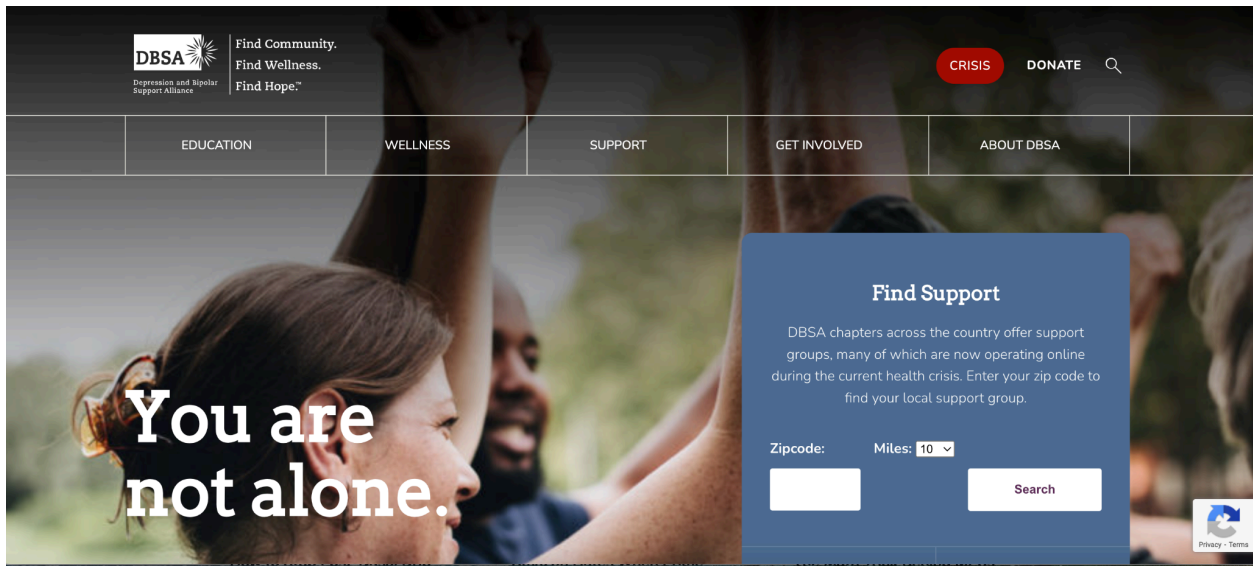 DBSA
Depression and Bipolar
Support Alliance
Find Community.
Find Wellness.
Find Hope.™
CRISIS
DONATE
EDUCATION
WELLNESS
SUPPORT
GET INVOLVED
ABOUT DBSA
You are
not alone.
Find Support
DBSA chapters across the country offer support
groups, many of which are now operating online
during the current health crisis. Enter your zip code to
find your local support group.
Zipcode:
Miles: 10
Search
Privacy - Terms